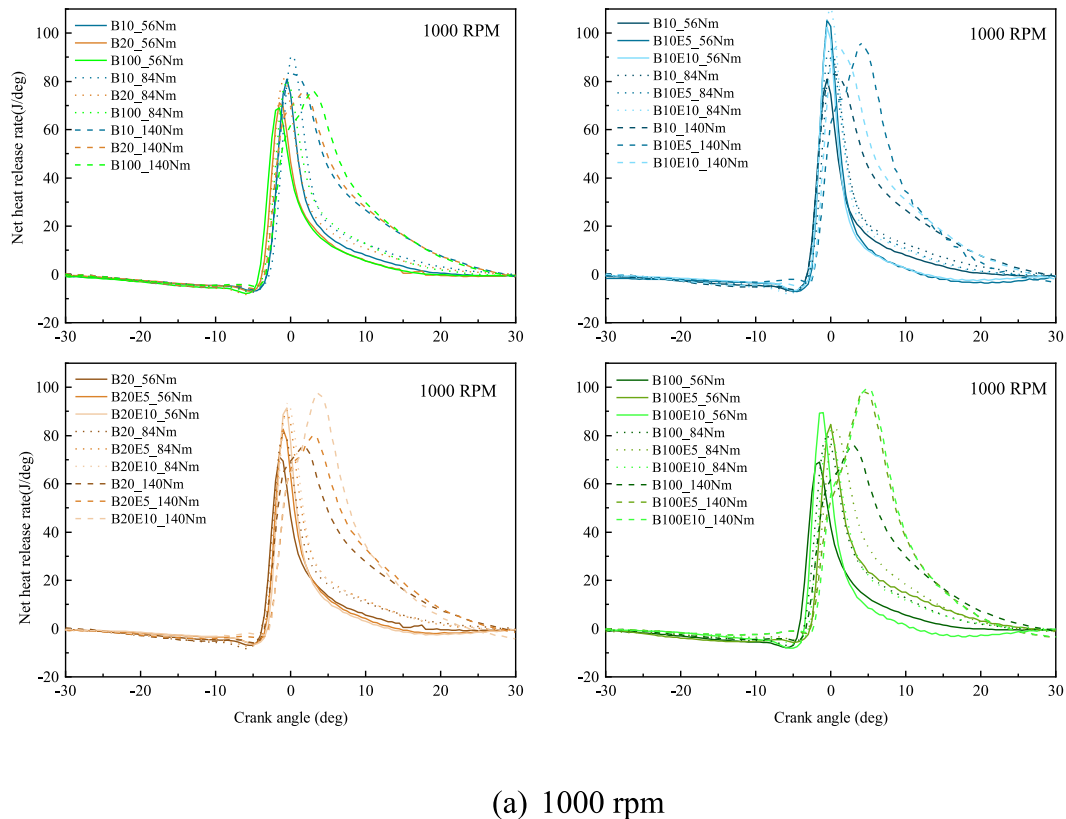 B10_56Nm
B20_56Nm
B100_56Nm
B10_84Nm
B20_84Nm
B100_84Nm
B10_140Nm
B20_140Nm
B100_140Nm
1000 RPM
Net heat release rate(J/deg)
100
80
60
40
20
0
-20
-30
-20
-10
0
10
20
30
B10_56Nm
B10E5_56Nm
B10E10_56Nm
B10_84Nm
B10E5_84Nm
B10E10_84Nm
B10_140Nm
B10E5_140Nm
B10E10_140Nm
1000 RPM
100
80
60
40
20
0
-20
-30
-20
-10
0
10
20
30
B20_56Nm
B20E5_56Nm
B20E10_56Nm
B20_84Nm
B20E5_84Nm
B20E10_84Nm
B20_140Nm
B20E5_140Nm
B20E10_140Nm
1000 RPM
Net heat release rate(J/deg)
100
80
60
40
20
0
-20
-30
-20
-10
0
10
20
30
Crank angle (deg)
B100_56Nm
B100E5_56Nm
B100E10_56Nm
B100_84Nm
B100E5_84Nm
B100E10_84Nm
B100_140Nm
B100E5_140Nm
B100E10_140Nm
1000 RPM
100
80
60
40
20
0
-20
-30
-20
-10
0
10
20
30
Crank angle (deg)
(a) 1000 rpm